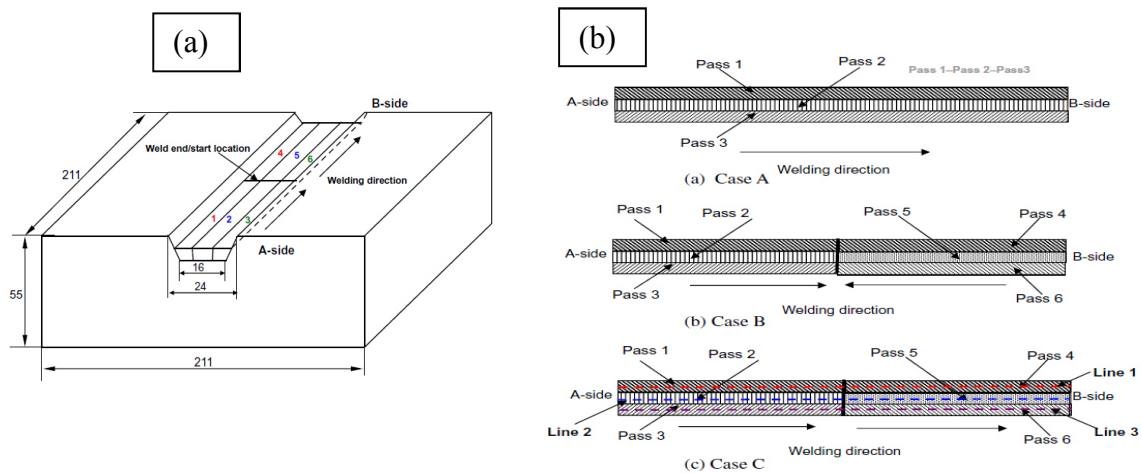 (a)
B-side
Weld end/start location
4
5
6
211
Welding direction
1
2
3
A-side
16
24
55
211
(b)
Pass 1
Pass 2
Pass 1–Pass 2–Pass3
A-side
B-side
Pass 3
Welding direction
(a) Case A
Pass 1
Pass 2
Pass 5
Pass 4
A-side
B-side
Pass 3
Pass 6
(b) Case B
Welding direction
Pass 1
Pass 2
Pass 5
Pass 4
Line 1
A-side
B-side
Line 2
Pass 3
Pass 6
Line 3
Welding direction
(c) Case C